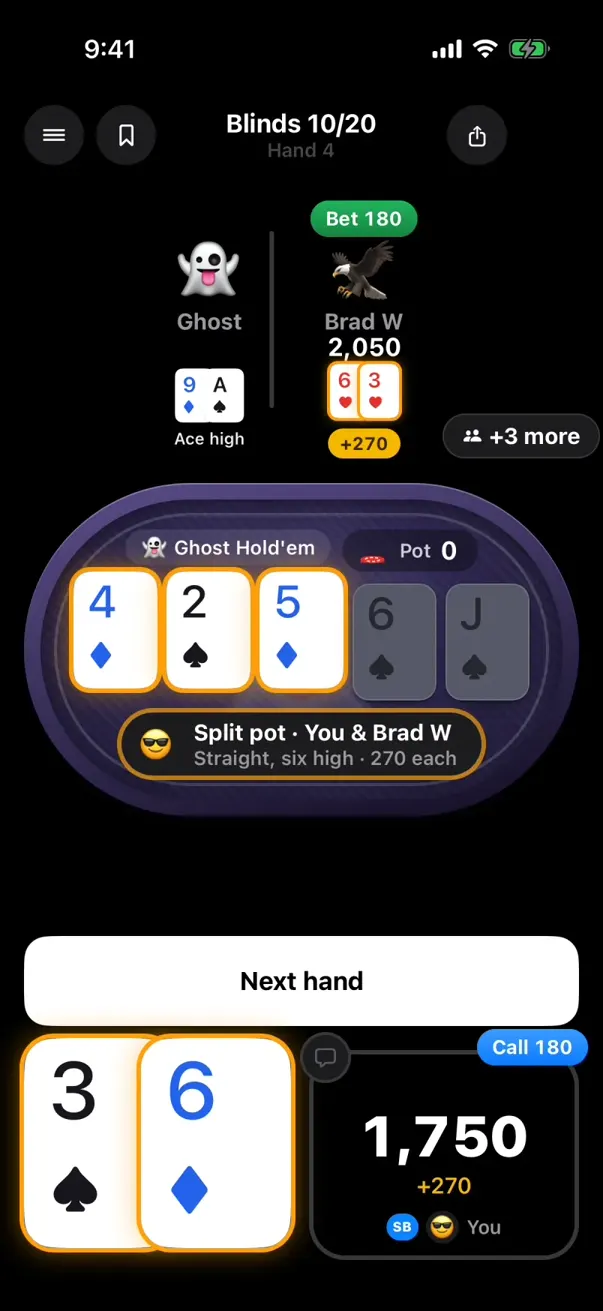 9:41
Blinds 10/20
Hand 4
Bet 180
Ghost
Brad W
2,050
9 A
6 3
Ace high
+270
+3 more
Ghost Hold'em
Pot 0
4 2 5 6 J
Split pot · You & Brad W
Straight, six high · 270 each
Next hand
3 6
Call 180
1,750
+270
SB You